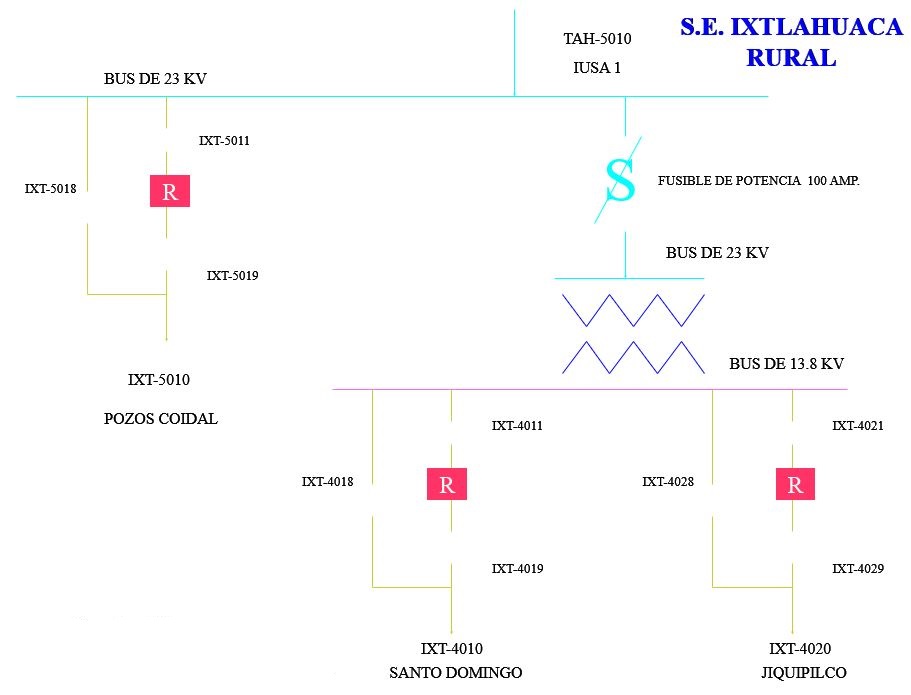 S.E. IXTLAHUACA
RURAL
TAH-5010
IUSA 1
BUS DE 23 KV
IXT-5011
IXT-5018
R
S
FUSIBLE DE POTENCIA 100 AMP.
BUS DE 23 KV
IXT-5019
BUS DE 13.8 KV
IXT-5010
POZOS COIDAL
IXT-4011
IXT-4021
IXT-4018
R
IXT-4028
R
IXT-4019
IXT-4029
IXT-4010
SANTO DOMINGO
IXT-4020
JIQUIPILCO